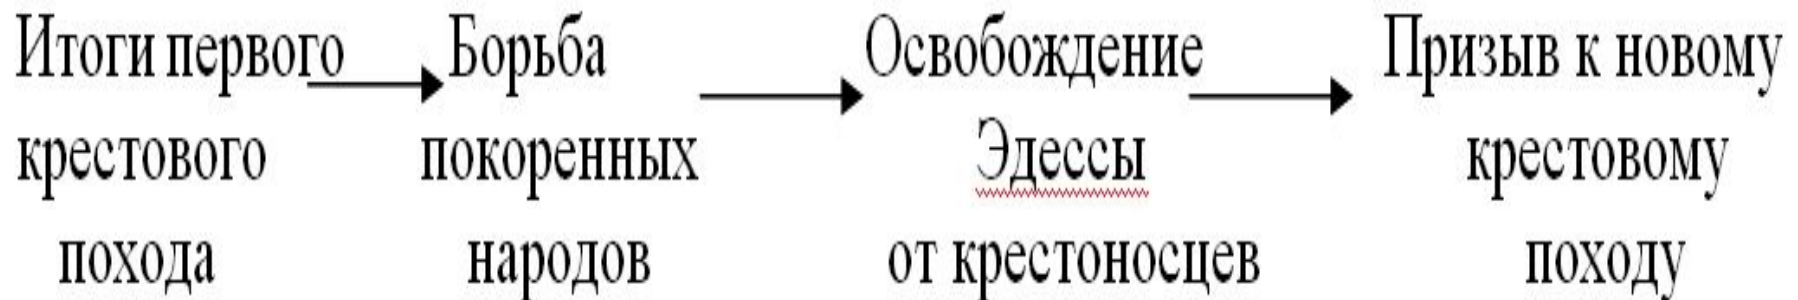 Итоги первого
крестового
похода
Борьба
покоренных
народов
Освобождение
Эдессы
от крестоносцев
Призыв к новому
крестовому
походу